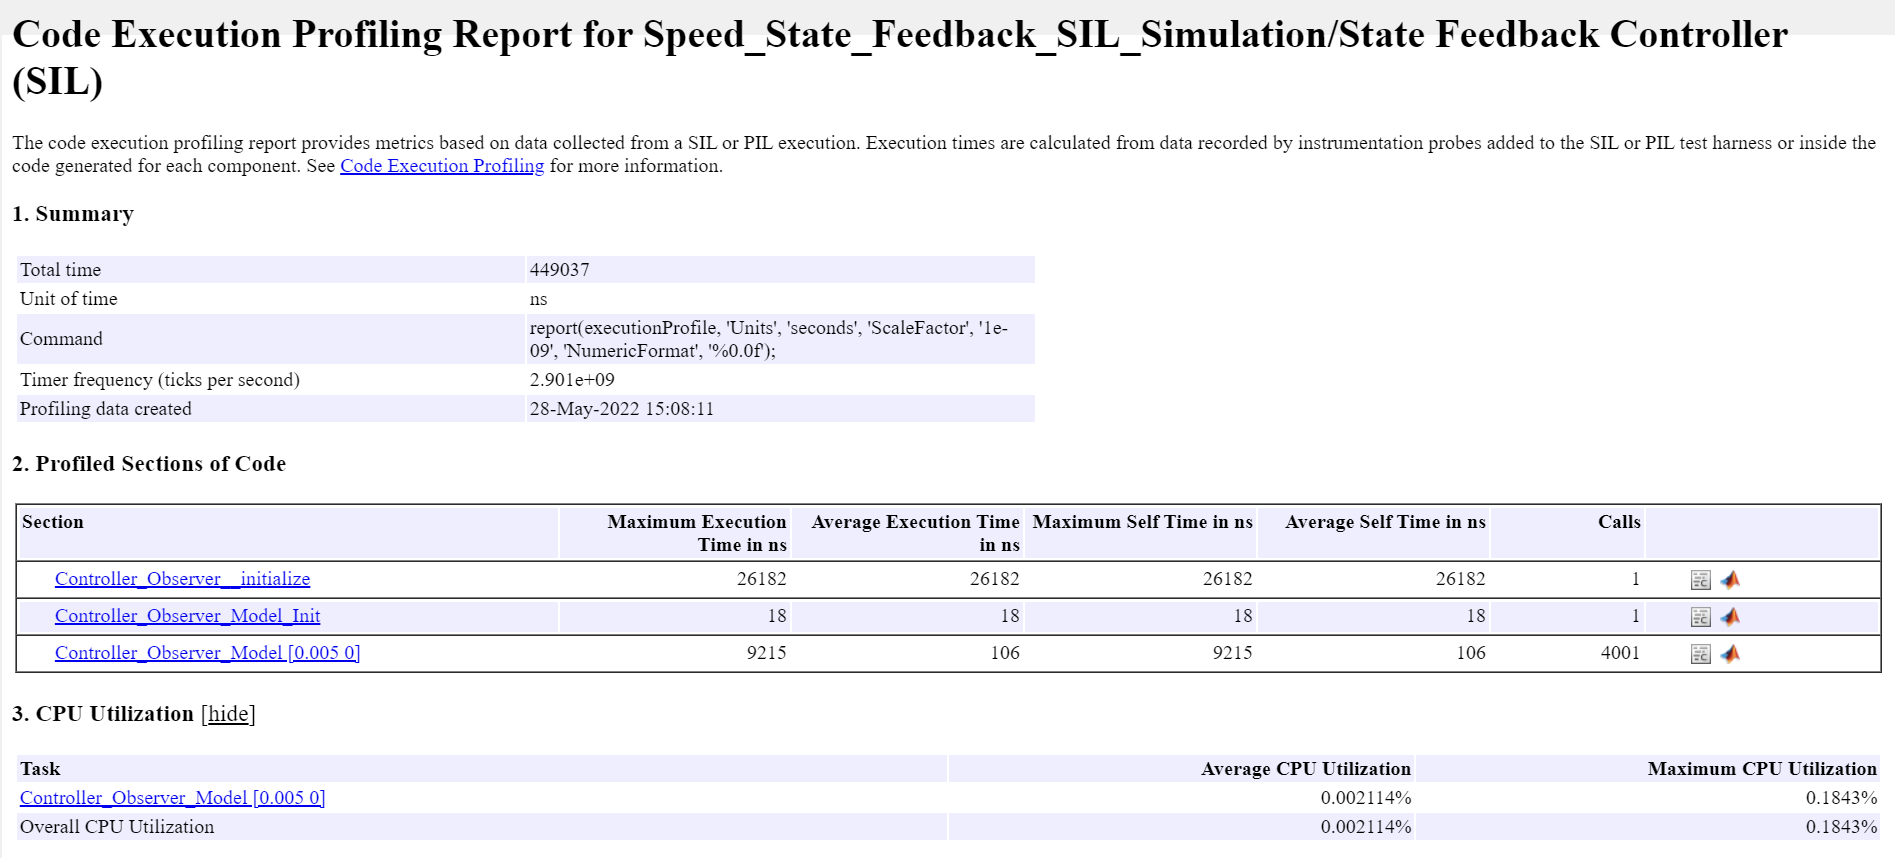 Code Execution Profiling Report for Speed_State_Feedback_SIL_Simulation/State Feedback Controller
(SIL)
The code execution profiling report provides metrics based on data collected from a SIL or PIL execution. Execution times are calculated from data recorded by instrumentation probes added to the SIL or PIL test harness or inside the
code generated for each component. See Code Execution Profiling for more information.
1. Summary
Total time 449037
Unit of time ns
Command report(executionProfile, 'Units', 'seconds', 'ScaleFactor', '1e-
09', 'NumericFormat', '%0.0f');
Timer frequency (ticks per second) 2.901e+09
Profiling data created 28-May-2022 15:08:11
2. Profiled Sections of Code
Section Maximum Execution Average Execution Time Maximum Self Time in ns Average Self Time in ns Calls
Time in ns in ns
Controller_Observer__initialize 26182 26182 26182 26182 1
Controller_Observer_Model_Init 18 18 18 18 1
Controller_Observer_Model [0.005 0] 9215 106 9215 106 4001
3. CPU Utilization [hide]
Task Average CPU Utilization Maximum CPU Utilization
Controller_Observer_Model [0.005 0] 0.002114% 0.1843%
Overall CPU Utilization 0.002114% 0.1843%